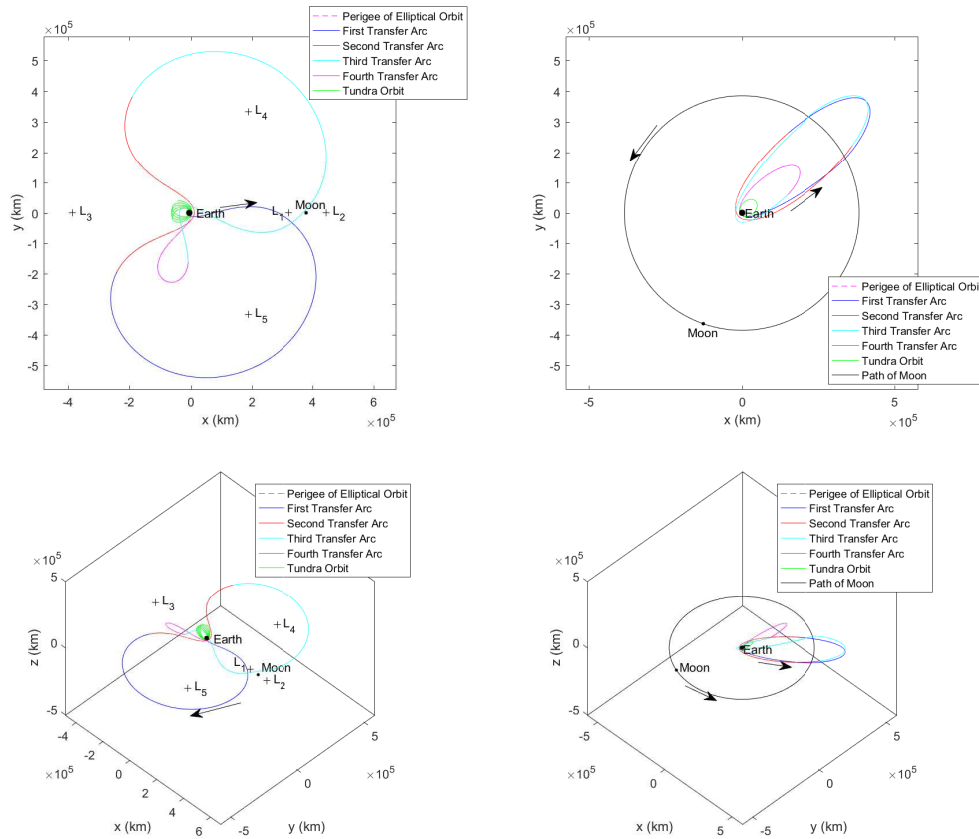 ×10⁵
5
4
3
2
1
0
-1
-2
-3
-4
-5
y (km)
-4
-2
0
2
4
6
×10⁵
x (km)
L₄
L₃
Earth
L₁
Moon
L₂
L₅
Perigee of Elliptical Orbit
First Transfer Arc
Second Transfer Arc
Third Transfer Arc
Fourth Transfer Arc
Tundra Orbit
×10⁵
5
4
3
2
1
0
-1
-2
-3
-4
-5
y (km)
-5
0
5
×10⁵
x (km)
Earth
Moon
Perigee of Elliptical Orbit
First Transfer Arc
Second Transfer Arc
Third Transfer Arc
Fourth Transfer Arc
Tundra Orbit
Path of Moon
×10⁵
5
0
-5
z (km)
-4
-2
0
2
4
6
×10⁵
x (km)
-5
0
5
×10⁵
y (km)
L₃
Earth
L₄
L₁
Moon
L₂
L₅
Perigee of Elliptical Orbit
First Transfer Arc
Second Transfer Arc
Third Transfer Arc
Fourth Transfer Arc
Tundra Orbit
×10⁵
5
0
-5
z (km)
-5
0
5
×10⁵
x (km)
-5
0
5
×10⁵
y (km)
Earth
Moon
Perigee of Elliptical Orbit
First Transfer Arc
Second Transfer Arc
Third Transfer Arc
Fourth Transfer Arc
Tundra Orbit
Path of Moon